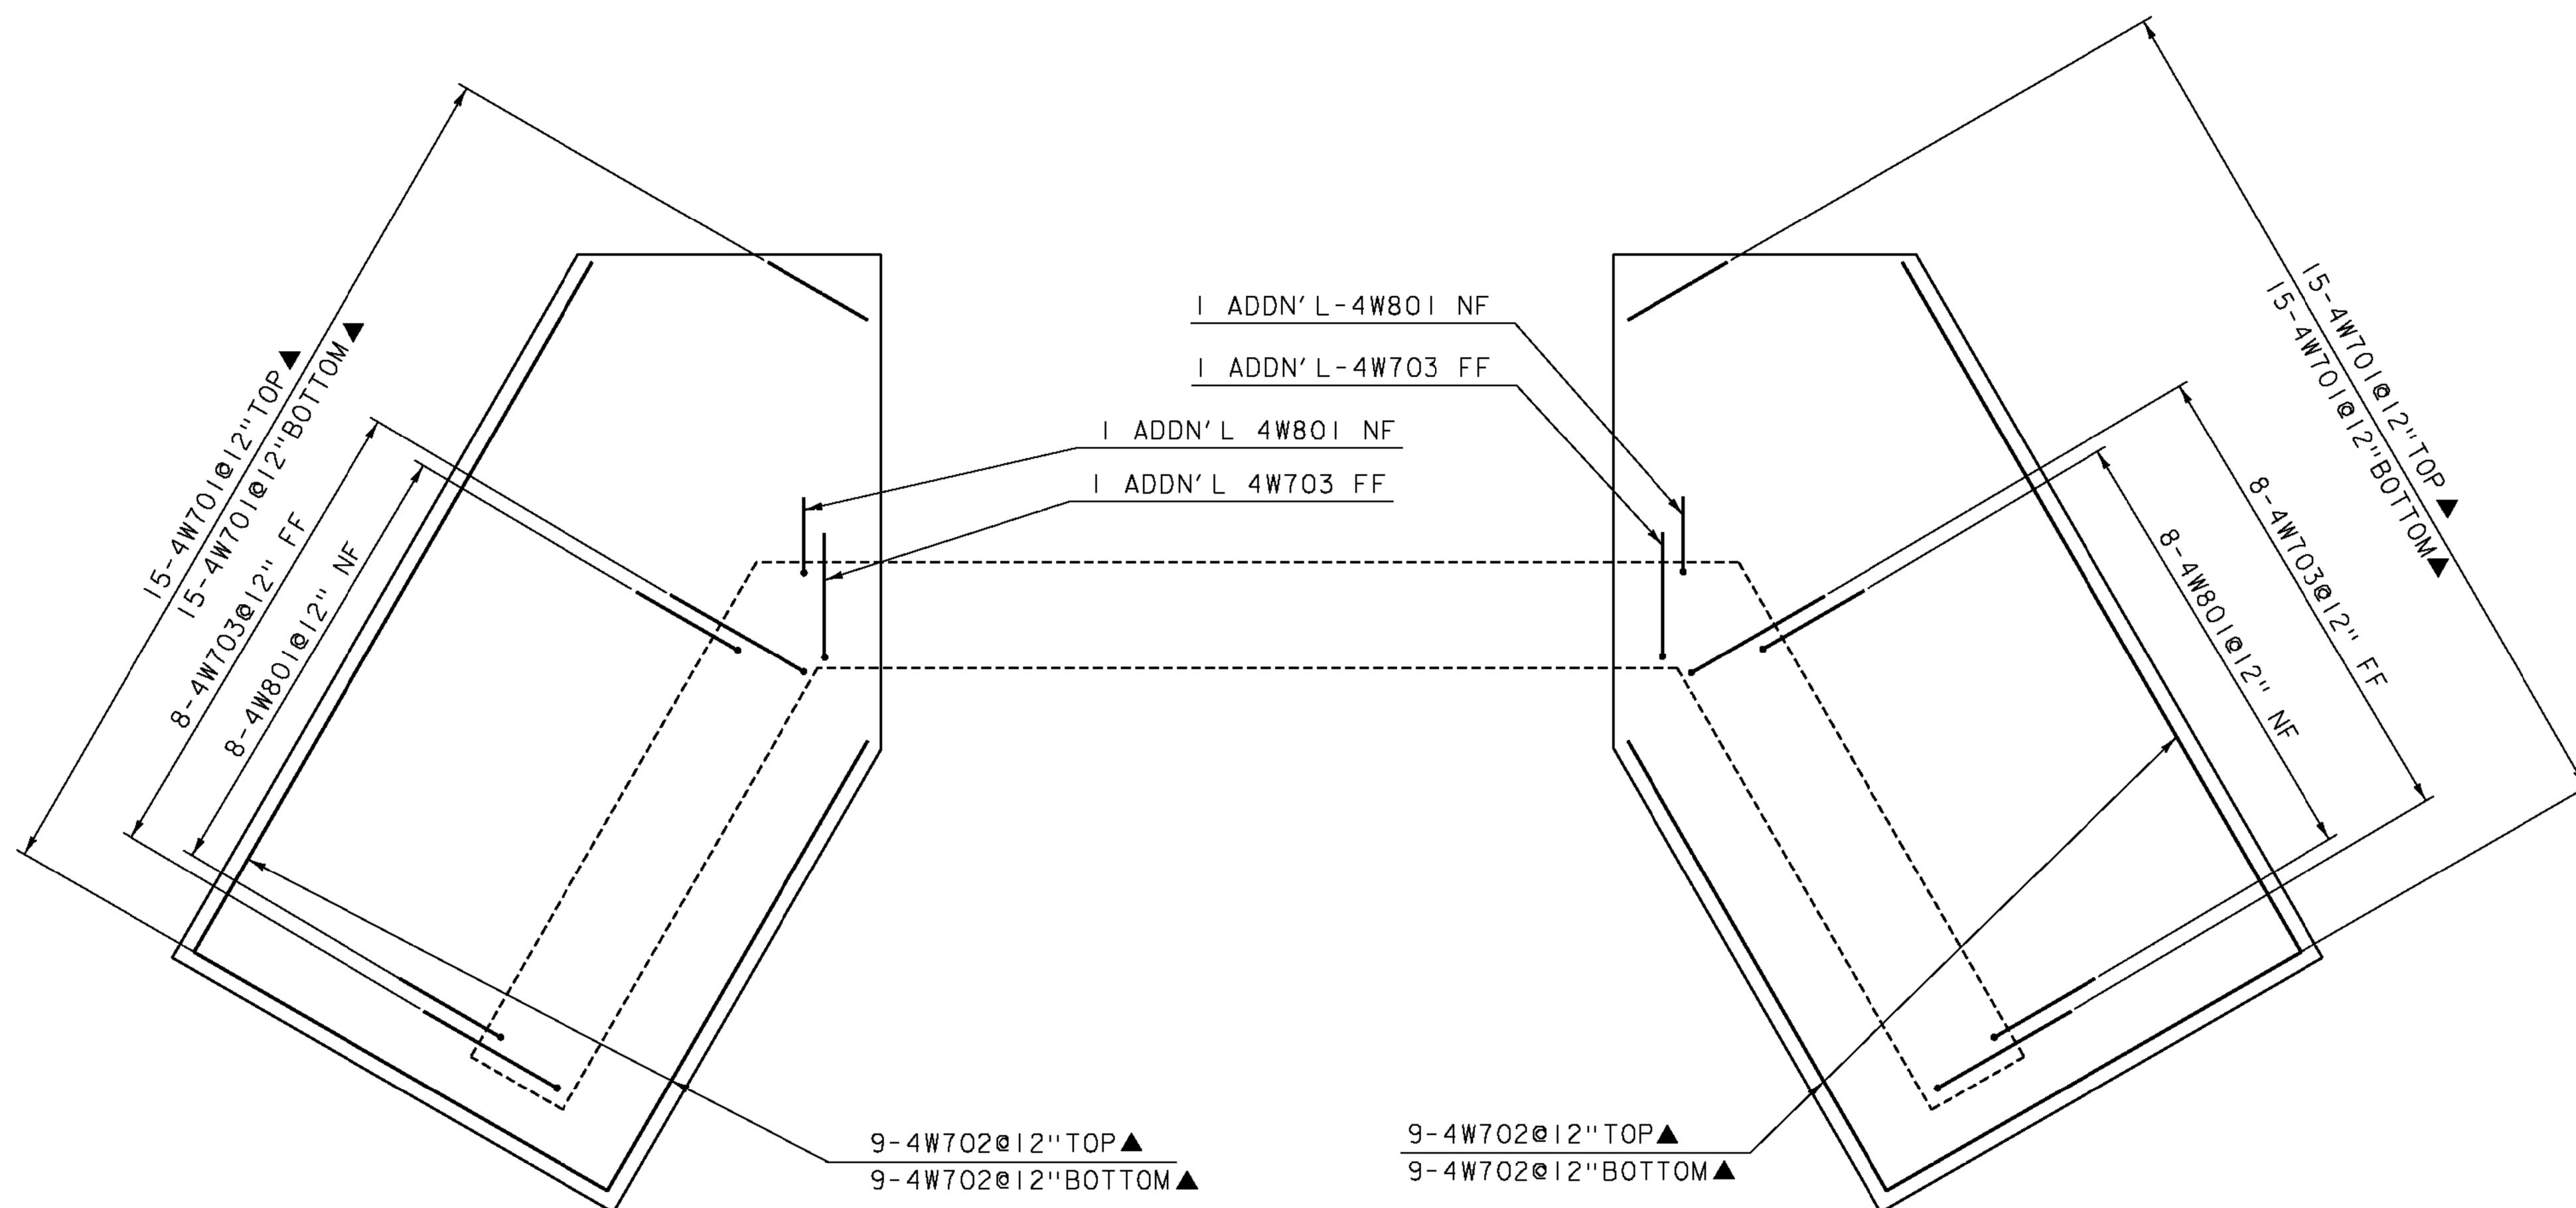 15-4W701@12"TOP▲
15-4W701@12"BOTTOM▲
8-4W703@12" FF
8-4W801@12" NF
1 ADDN'L-4W801 NF
1 ADDN'L-4W703 FF
1 ADDN'L 4W801 NF
1 ADDN'L 4W703 FF
15-4W701@12"TOP▲
15-4W701@12"BOTTOM▲
8-4W703@12" FF
8-4W801@12" NF
9-4W702@12"TOP▲
9-4W702@12"BOTTOM▲
9-4W702@12"TOP▲
9-4W702@12"BOTTOM▲